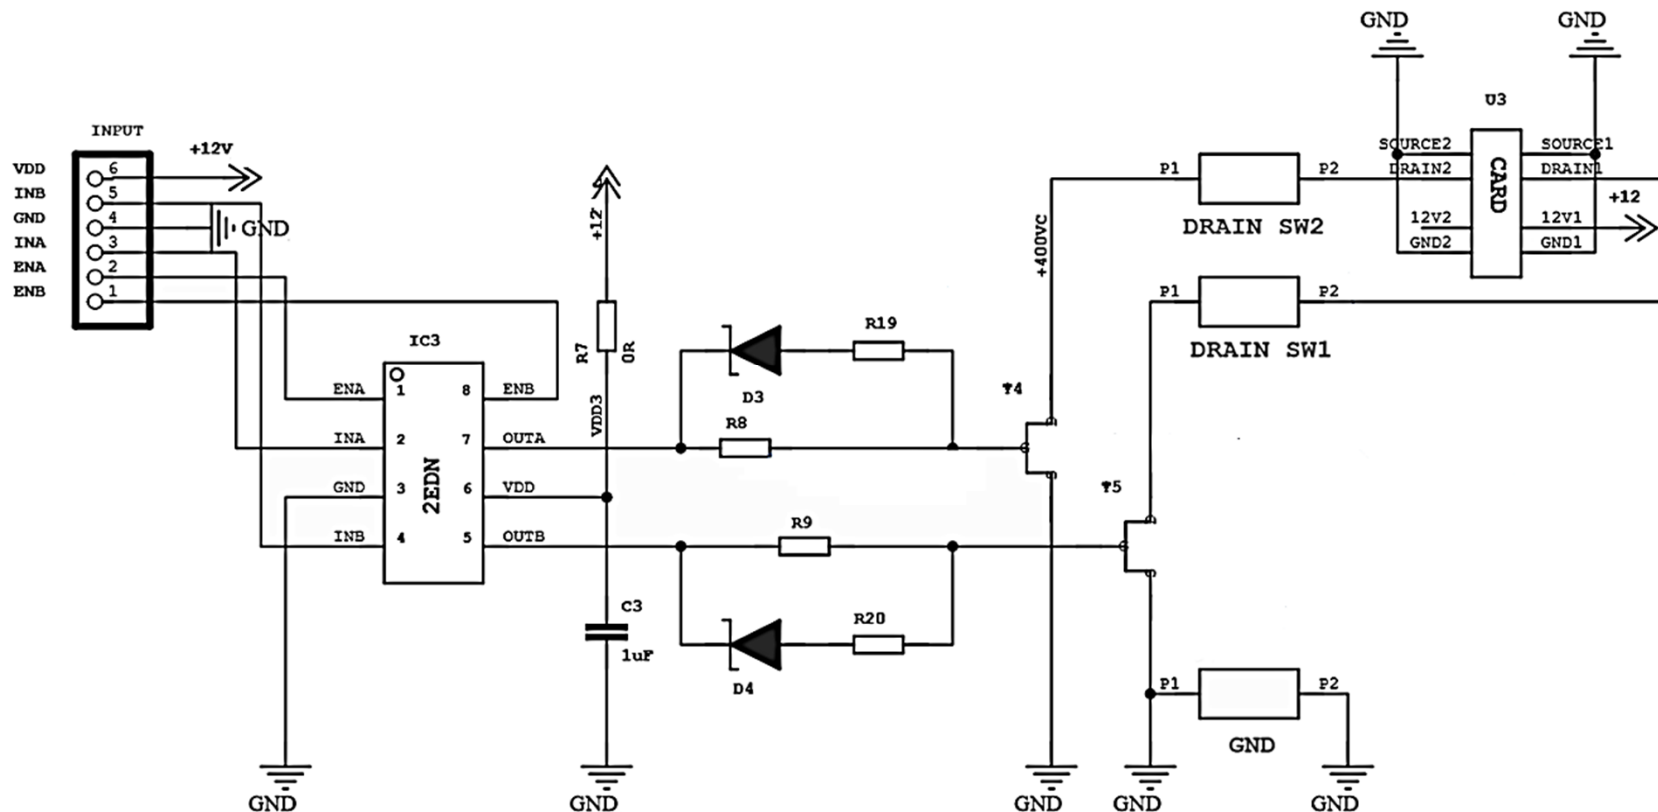 GND
GND
U3
INPUT
+12V
VDD 6
INB 5
GND 4
GND
INA 3
ENA 2
ENB 1
SOURCE2
SOURCE1
P1
P2
DRAIN2
DRAIN1
CARD
+12
12V2
12V1
DRAIN SW2
GND2
GND1
+400VC
P1
P2
DRAIN SW1
+12
R7
0R
VDD3
IC3
ENA 1
8 ENB
INA 2
7 OUTA
GND 3
6 VDD
INB 4
5 OUTB
2EDN
R19
D3
R8
T4
T5
R9
C3
1uF
R20
D4
P1
P2
GND
GND
GND
GND
GND
GND